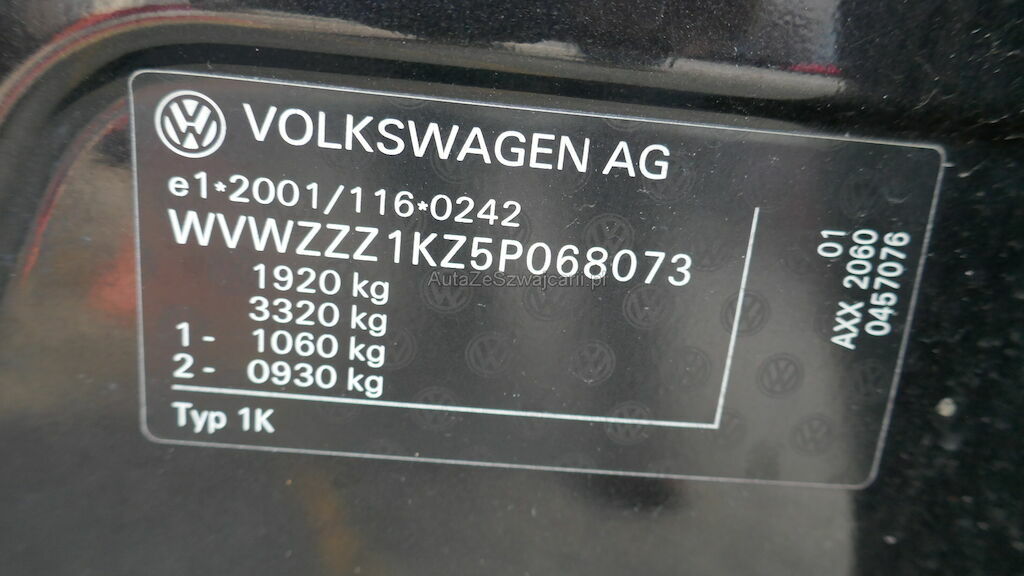 VOLKSWAGEN AG
e1*2001/116*0242
WVWZZZ1KZ5P068073
1920 kg
3320 kg
1 - 1060 kg
2 - 0930 kg
Typ 1K
01
AXX 2060
0457076
AutaZeSzwajcarii.pl